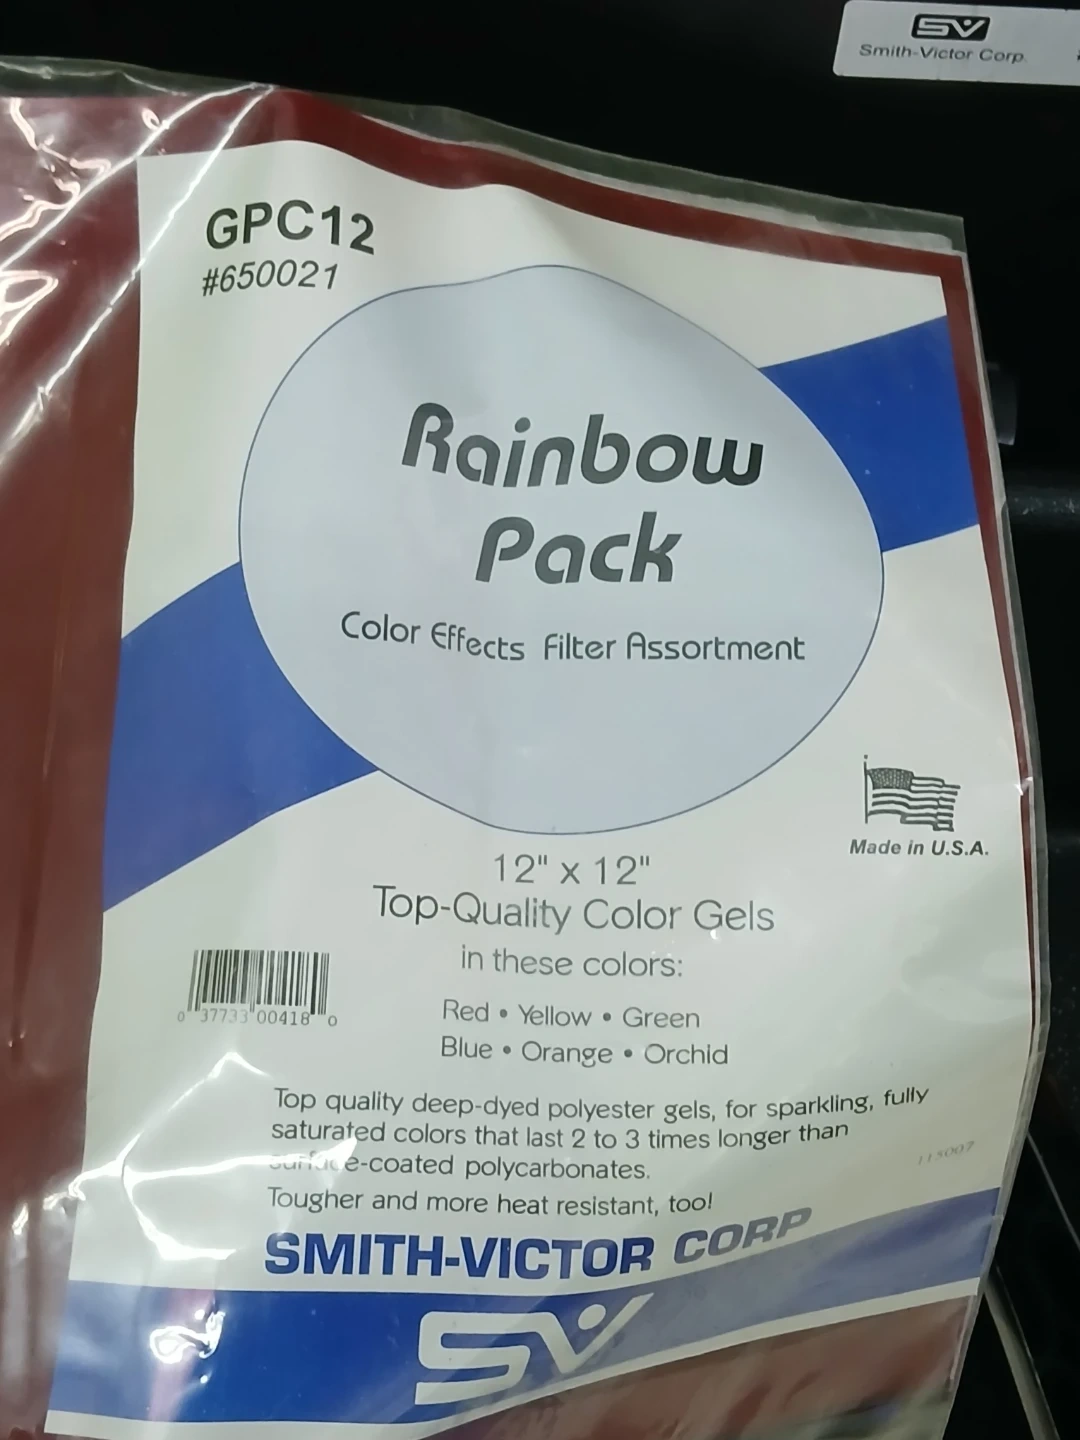 SV
Smith-Victor Corp.
GPC12
#650021
Rainbow
Pack
Color Effects Filter Assortment
Made in U.S.A.
12" x 12"
Top-Quality Color Gels
in these colors:
0 37733 00418 0
Red • Yellow • Green
Blue • Orange • Orchid
Top quality deep-dyed polyester gels, for sparkling, fully
saturated colors that last 2 to 3 times longer than
surface-coated polycarbonates.
115007
Tougher and more heat resistant, too!
SMITH-VICTOR CORP
SV